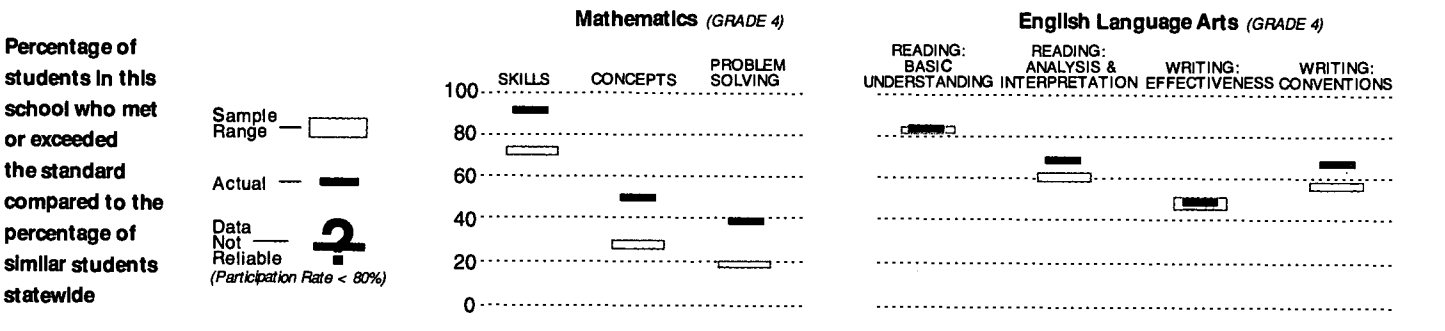 Percentage of
students in this
school who met
or exceeded
the standard
compared to the
percentage of
similar students
statewide
Sample
Range
Actual
Data
Not
Reliable
?
(Participation Rate < 80%)
Mathematics (GRADE 4)
SKILLS
CONCEPTS
PROBLEM
SOLVING
100
80
60
40
20
0
English Language Arts (GRADE 4)
READING:
BASIC
UNDERSTANDING
READING:
ANALYSIS &
INTERPRETATION
WRITING:
EFFECTIVENESS
WRITING:
CONVENTIONS